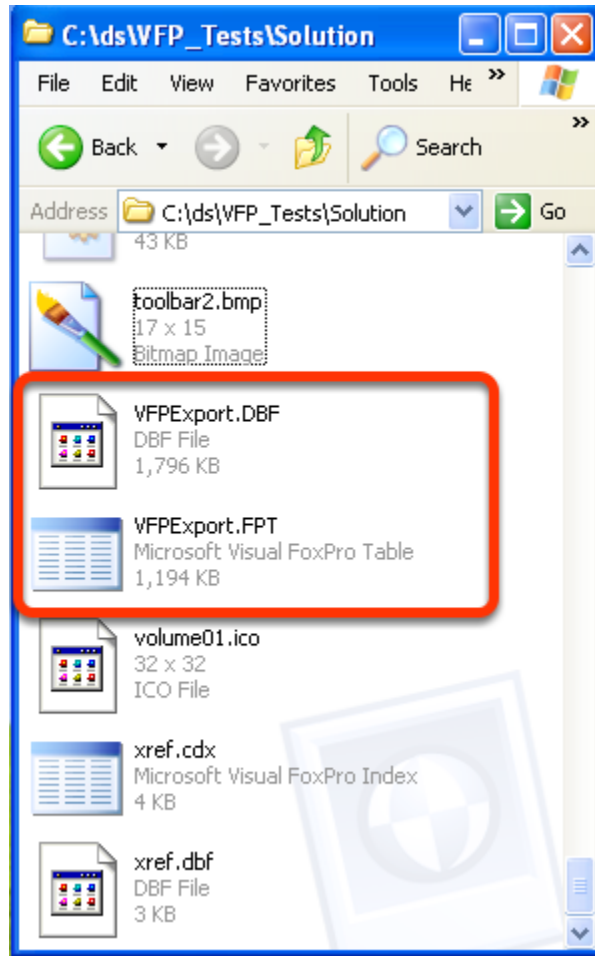 C:\ds\VFP_Tests\Solution
File Edit View Favorites Tools He »
Back Search »
Address C:\ds\VFP_Tests\Solution Go
43 KB
toolbar2.bmp
17 x 15
Bitmap Image
VFPExport.DBF
DBF File
1,796 KB
VFPExport.FPT
Microsoft Visual FoxPro Table
1,194 KB
volume01.ico
32 x 32
ICO File
xref.cdx
Microsoft Visual FoxPro Index
4 KB
xref.dbf
DBF File
3 KB